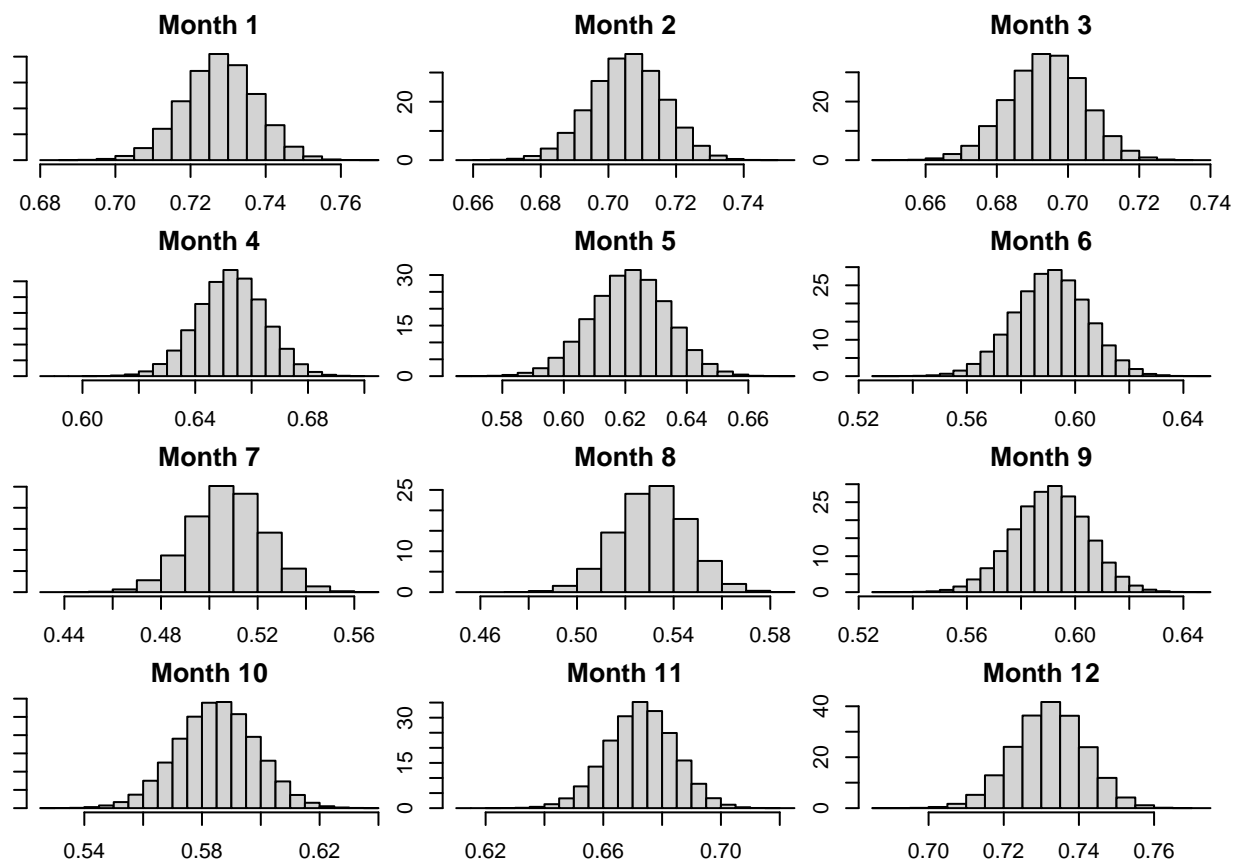 Month 1
Month 2
Month 3
0.68 0.70 0.72 0.74 0.76
0 20
0.66 0.68 0.70 0.72 0.74
0 20
0.66 0.68 0.70 0.72 0.74
Month 4
Month 5
Month 6
0.60 0.64 0.68
0 15 30
0.58 0.60 0.62 0.64 0.66
0 10 25
0.52 0.56 0.60 0.64
Month 7
Month 8
Month 9
0.44 0.48 0.52 0.56
0 10 25
0.46 0.50 0.54 0.58
0 10 25
0.52 0.56 0.60 0.64
Month 10
Month 11
Month 12
0.54 0.58 0.62
0 15 30
0.62 0.66 0.70
0 20 40
0.70 0.72 0.74 0.76